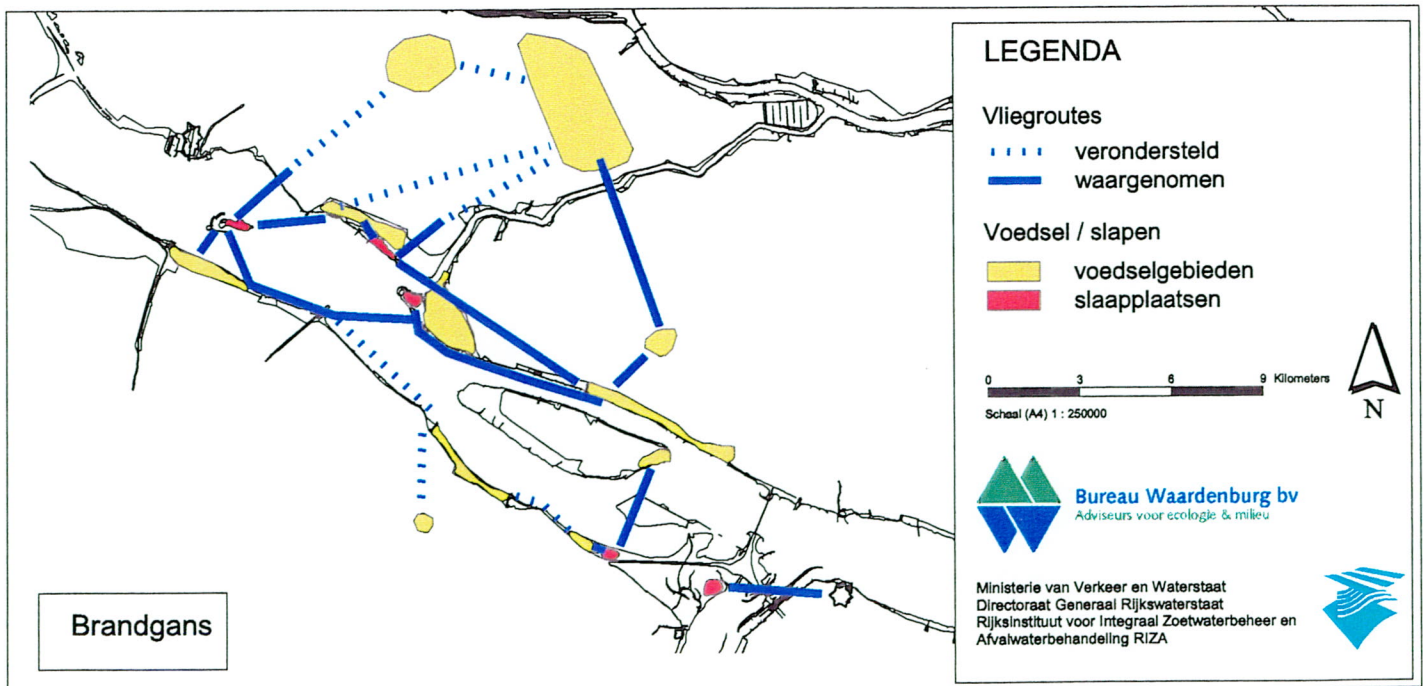 LEGENDA
Vliegroutes
verondersteld
waargenomen
Voedsel / slapen
voedselgebieden
slaapplaatsen
0 3 6 9 Kilometers
Schaal (A4) 1 : 250000
N
Bureau Waardenburg bv
Adviseurs voor ecologie & milieu
Ministerie van Verkeer en Waterstaat
Directoraat Generaal Rijkswaterstaat
Rijksinstituut voor Integraal Zoetwaterbeheer en
Afvalwaterbehandeling RIZA
Brandgans